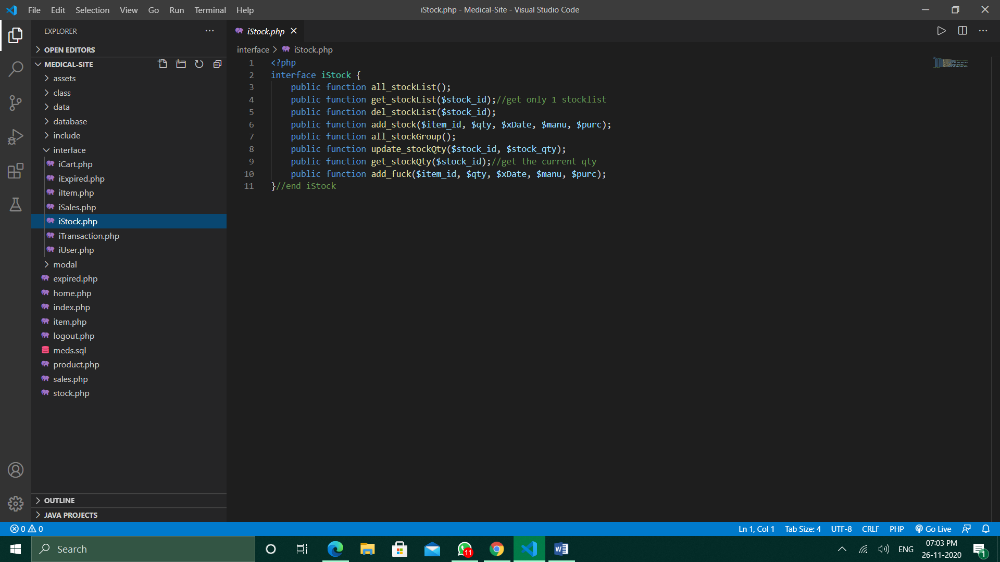 File Edit Selection View Go Run Terminal Help
iStock.php - Medical-Site - Visual Studio Code
EXPLORER
OPEN EDITORS
MEDICAL-SITE
assets
class
data
database
include
interface
iCart.php
iExpired.php
iItem.php
iSales.php
iStock.php
iTransaction.php
iUser.php
modal
expired.php
home.php
index.php
item.php
logout.php
meds.sql
product.php
sales.php
stock.php
OUTLINE
JAVA PROJECTS
iStock.php
interface > iStock.php
1 <?php
2 interface iStock {
3 public function all_stockList();
4 public function get_stockList($stock_id);//get only 1 stocklist
5 public function del_stockList($stock_id);
6 public function add_stock($item_id, $qty, $xDate, $manu, $purc);
7 public function all_stockGroup();
8 public function update_stockQty($stock_id, $stock_qty);
9 public function get_stockQty($stock_id);//get the current qty
10 public function add_fuck($item_id, $qty, $xDate, $manu, $purc);
11 }//end iStock
0 0
Ln 1, Col 1 Tab Size: 4 UTF-8 CRLF PHP Go Live
Search
11
W
ENG
07:03 PM
26-11-2020
1